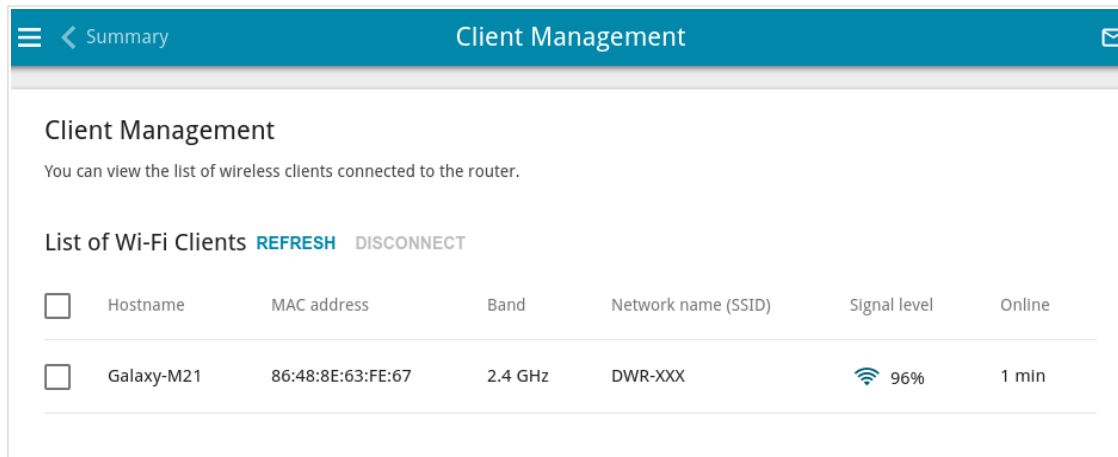 Summary Client Management
Client Management
You can view the list of wireless clients connected to the router.
List of Wi-Fi Clients REFRESH DISCONNECT
Hostname MAC address Band Network name (SSID) Signal level Online
Galaxy-M21 86:48:8E:63:FE:67 2.4 GHz DWR-XXX 96% 1 min